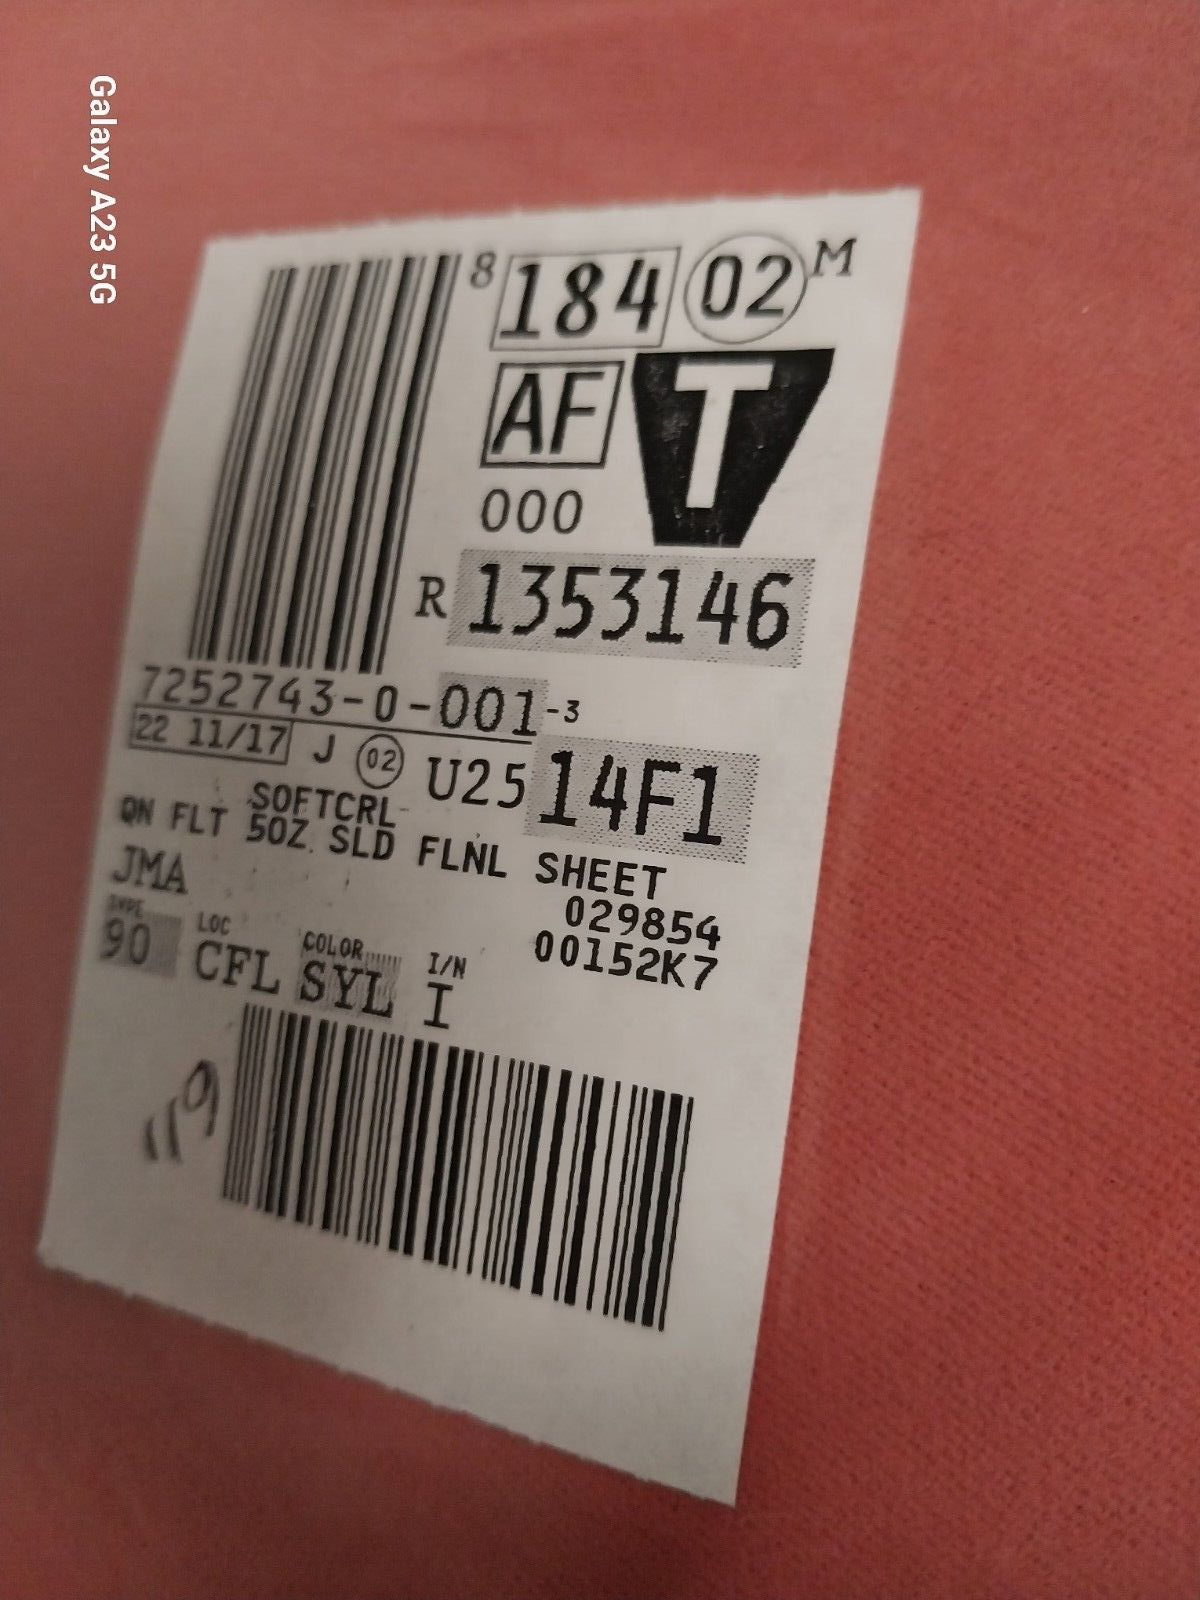 Galaxy A23 5G
8 184 02 M
AF T
000
R 1353146
7252743-0-001-3
22 11/17 J 02 U25 14F1
SOFTCRL
QN FLT 5OZ SLD FLNL SHEET
JMA 029854
00152K7
TYPE LOC COLOR I/N
90 CFL SYL I
119